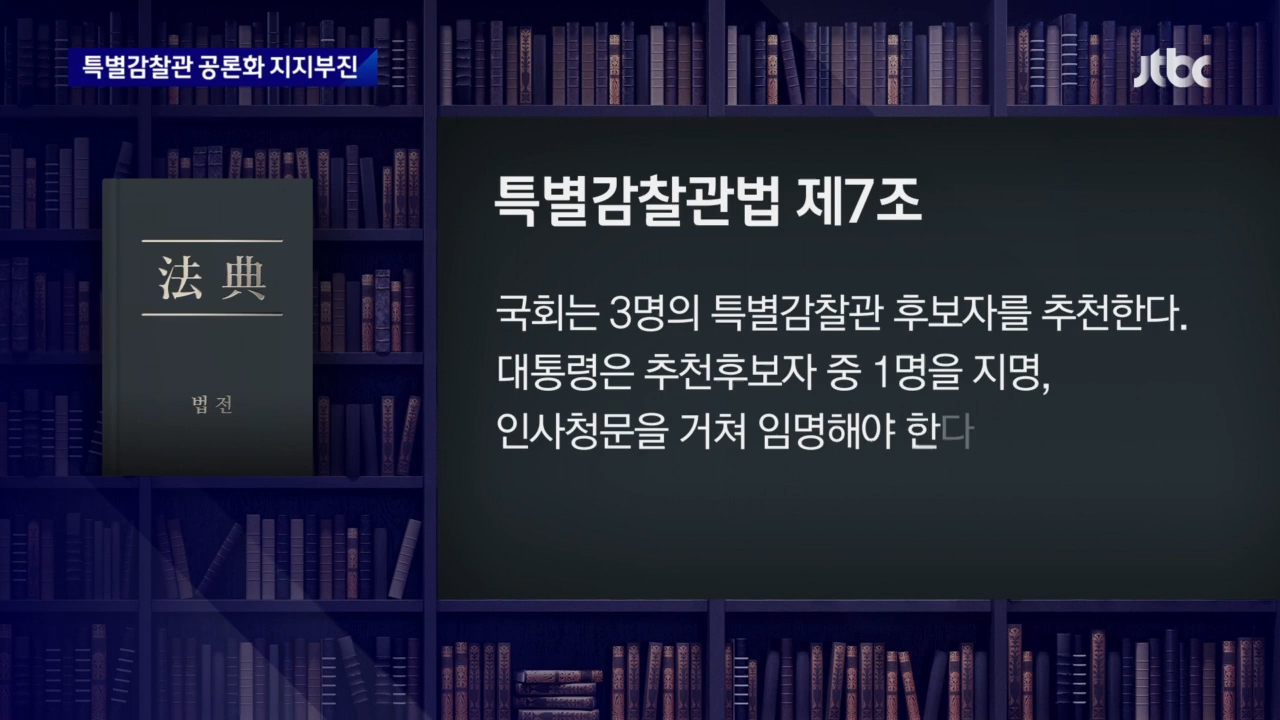 특별감찰관 공론화 지지부진
jtbc
法典
법전
특별감찰관법 제7조
국회는 3명의 특별감찰관 후보자를 추천한다.
대통령은 추천후보자 중 1명을 지명,
인사청문을 거쳐 임명해야 한다